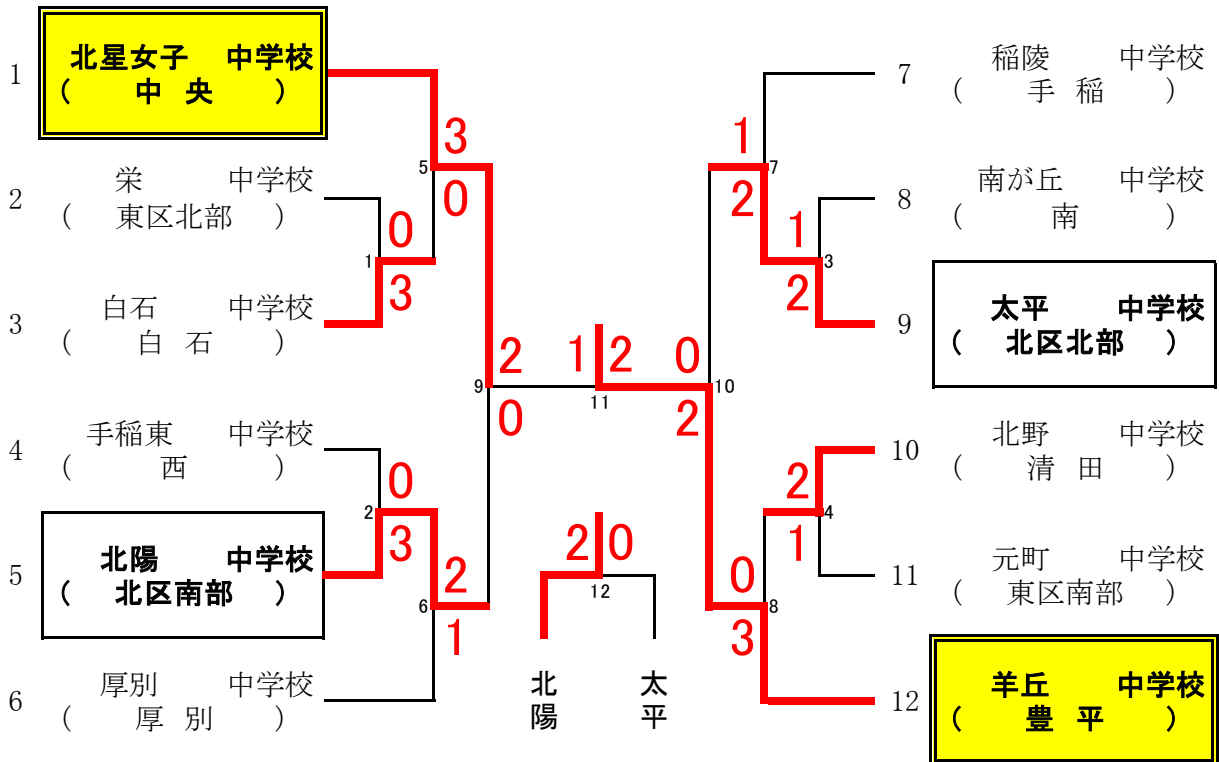 1
北星女子 中学校
( 中 央 )
2
栄 中学校
( 東区北部 )
3
白石 中学校
( 白 石 )
4
手稲東 中学校
( 西 )
5
北陽 中学校
( 北区南部 )
6
厚別 中学校
( 厚 別 )
5
3
0
1
0
3
9
2
0
2
0
3
6
2
1
1 2
11
2 0
12
北陽
太平
0
2
10
1
2
7
1
2
3
2
1
4
0
3
8
7
稲陵 中学校
( 手 稲 )
8
南が丘 中学校
( 南 )
9
太平 中学校
( 北区北部 )
10
北野 中学校
( 清 田 )
11
元町 中学校
( 東区南部 )
12
羊丘 中学校
( 豊 平 )